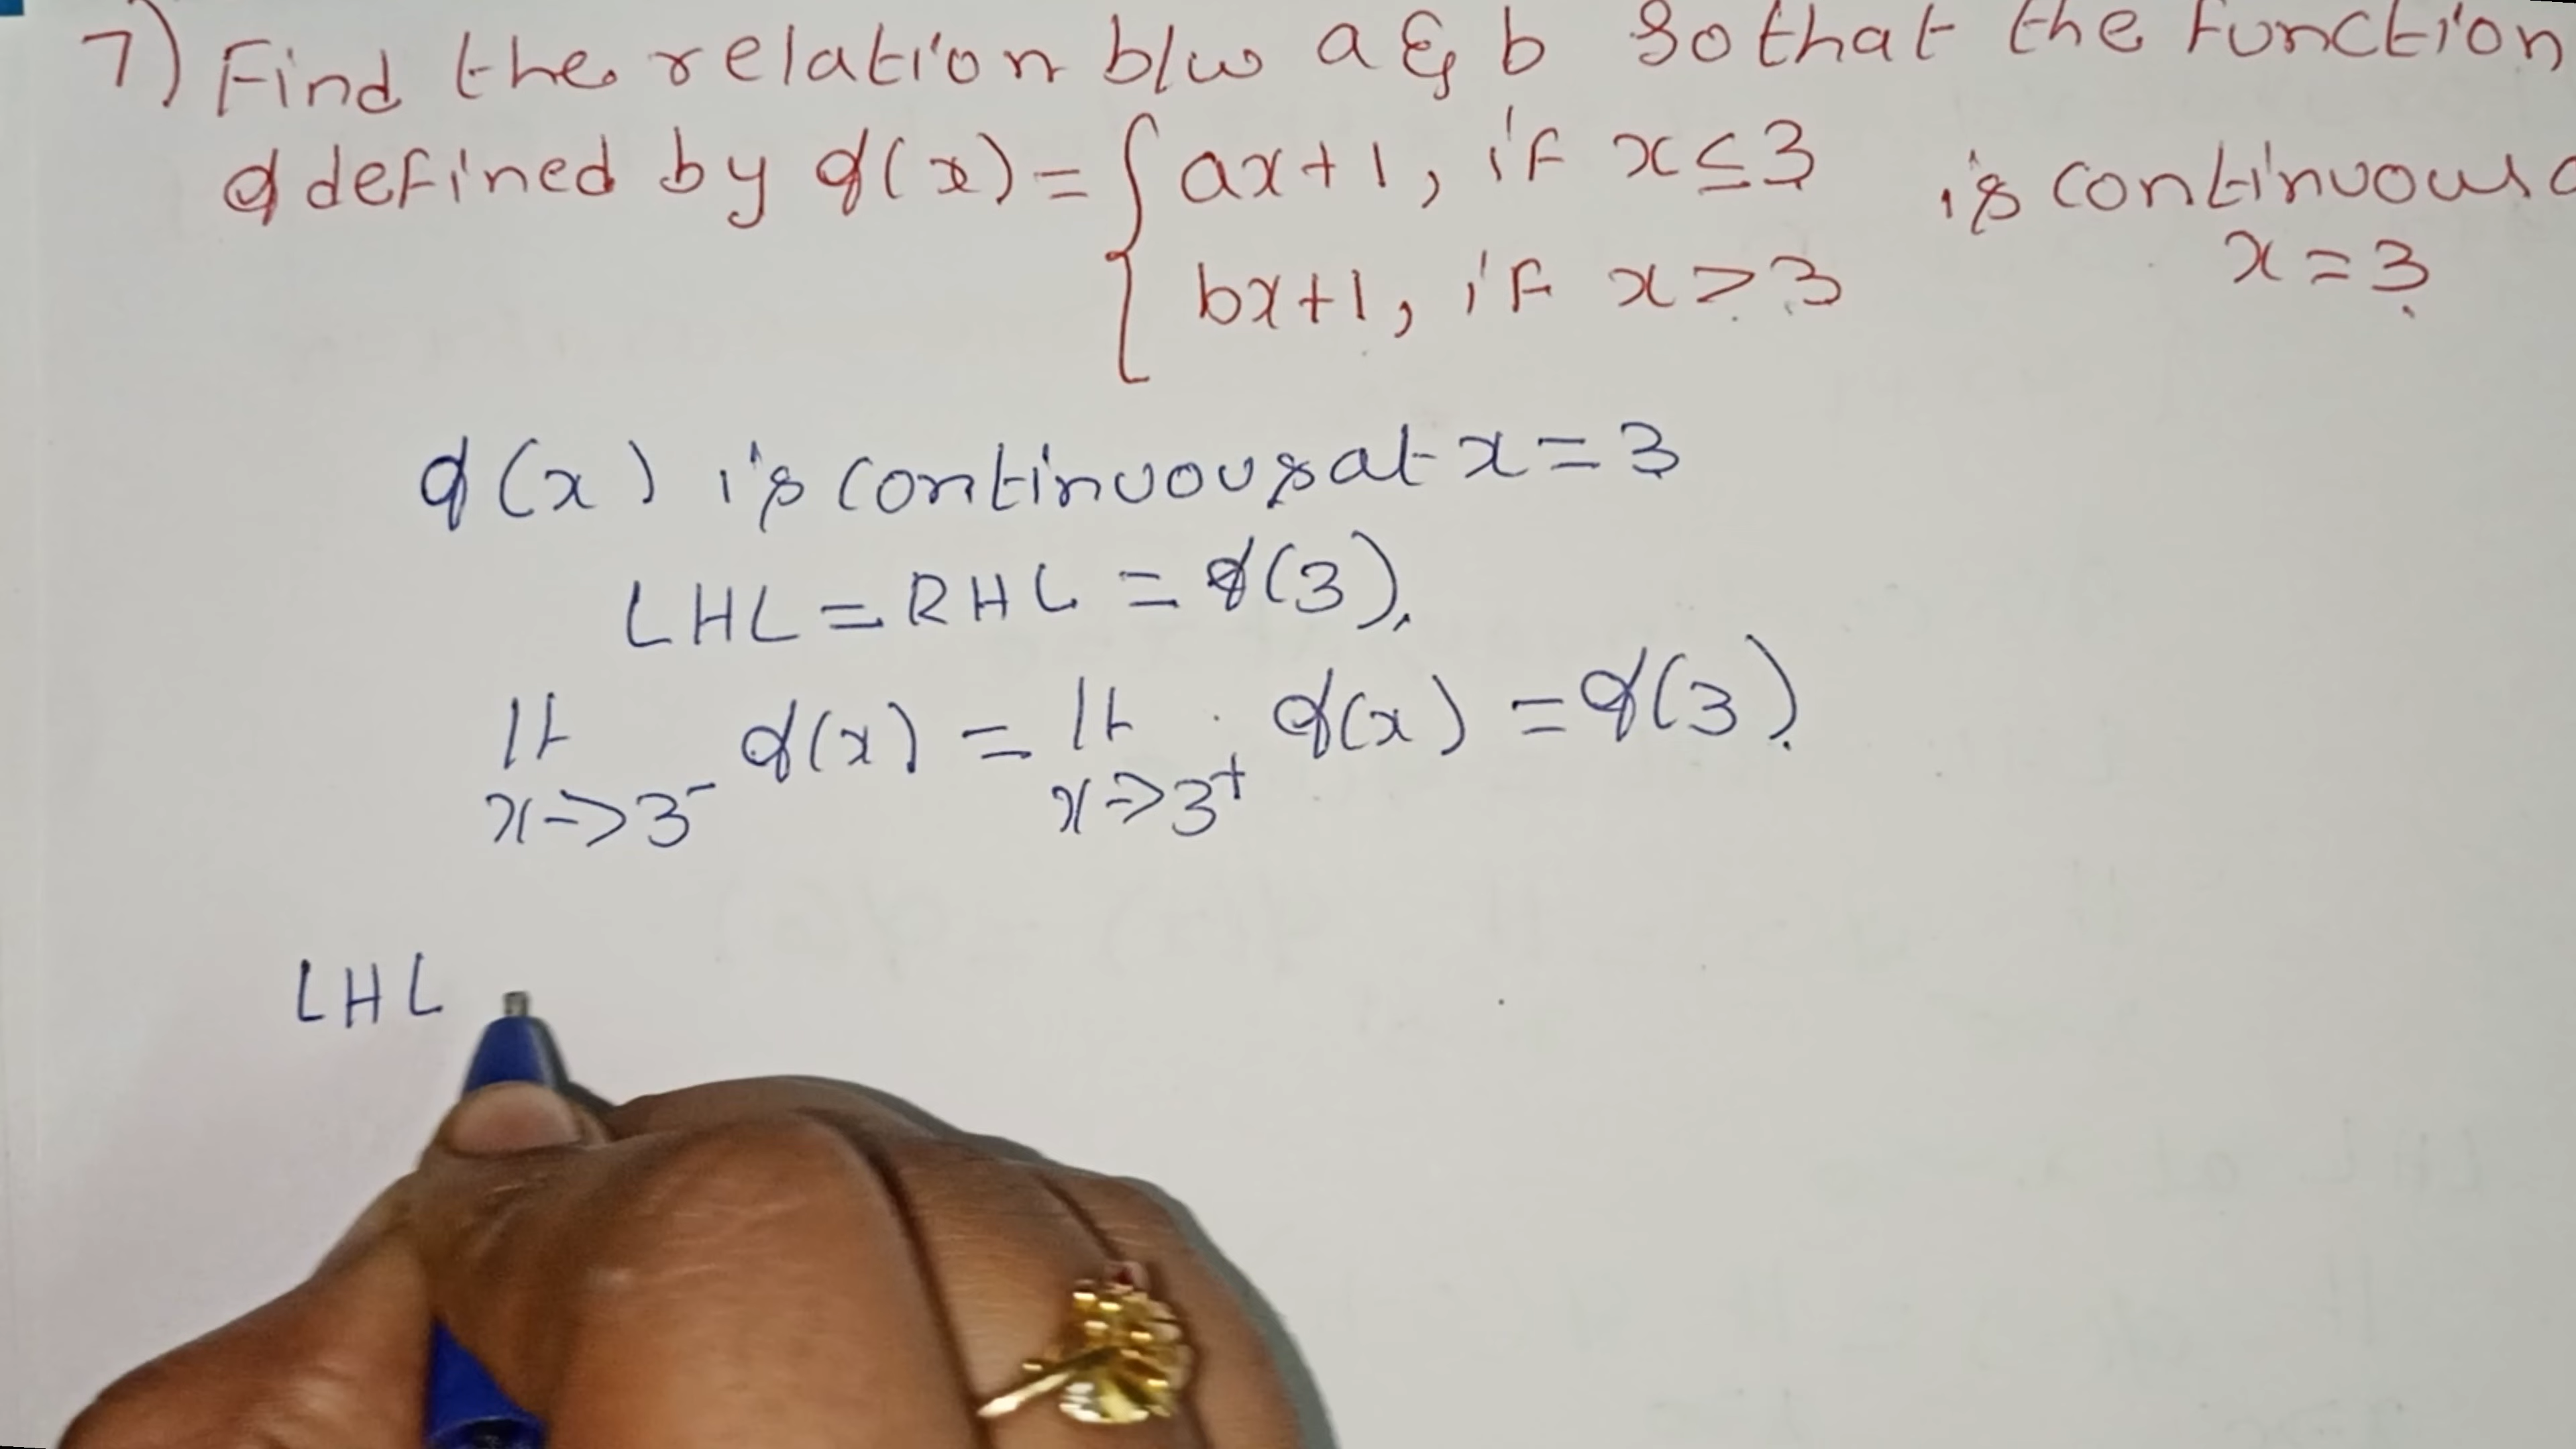 7) Find the relation b/w a & b so that the function
f defined by f(x) = { ax+1, if x ≤ 3 is continuous
bx+1, if x > 3 x = 3
f(x) is continuous at x = 3
LHL = RHL = f(3).
lt f(x) = lt f(x) = f(3).
x->3⁻ x->3⁺
LHL